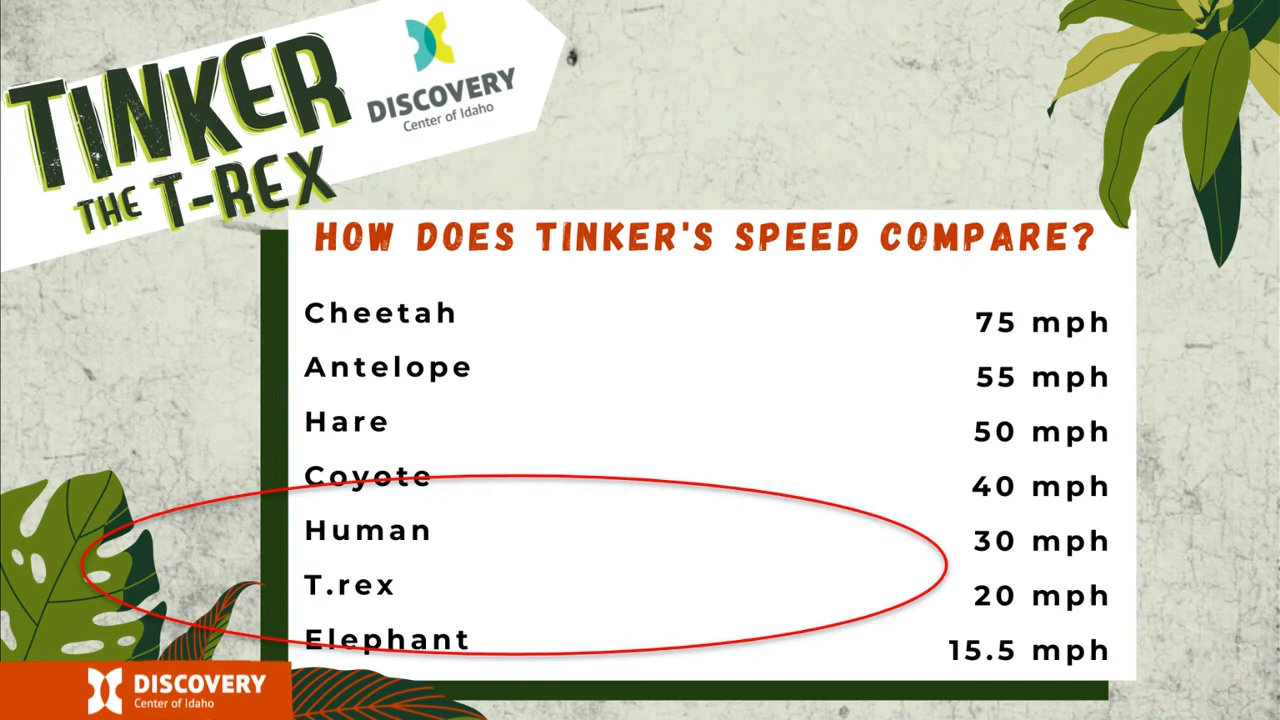 TINKER
THE T-REX
DISCOVERY
Center of Idaho
HOW DOES TINKER'S SPEED COMPARE?
Cheetah 75 mph
Antelope 55 mph
Hare 50 mph
Coyote 40 mph
Human 30 mph
T.rex 20 mph
Elephant 15.5 mph
DISCOVERY
Center of Idaho